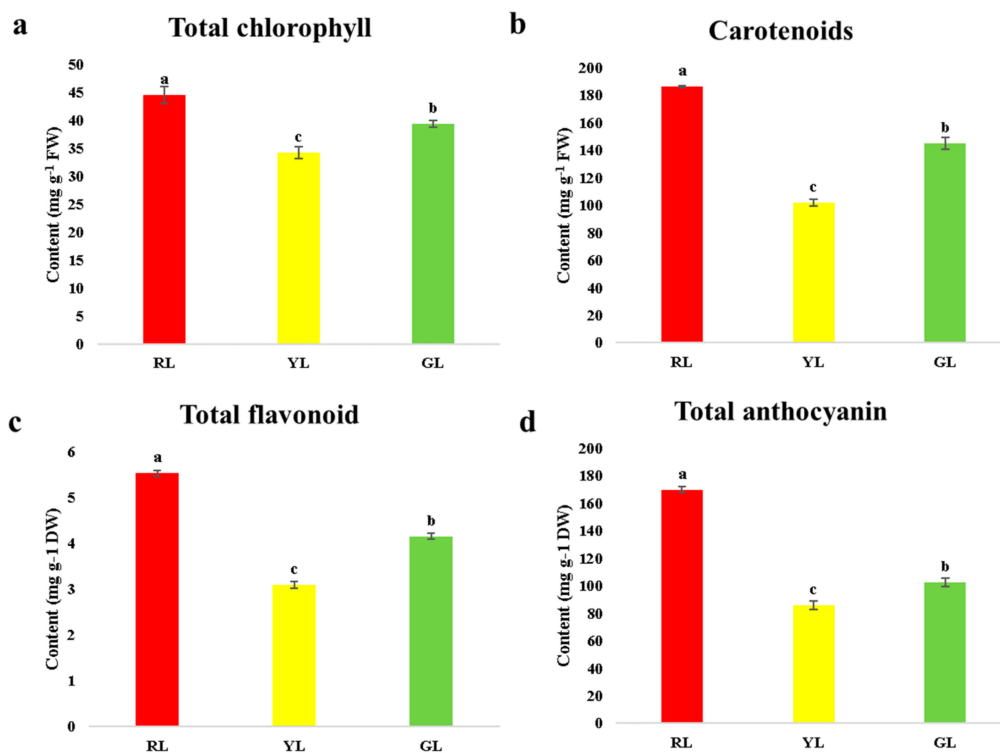 a
Total chlorophyll
Content (mg g⁻¹ FW)
50
45
40
35
30
25
20
15
10
5
0
a
c
b
RL YL GL
b
Carotenoids
Content (mg g⁻¹ FW)
200
180
160
140
120
100
80
60
40
20
0
a
c
b
RL YL GL
c
Total flavonoid
Content (mg g-1 DW)
6
5
4
3
2
1
0
a
c
b
RL YL GL
d
Total anthocyanin
Content (mg g-1 DW)
200
180
160
140
120
100
80
60
40
20
0
a
c
b
RL YL GL